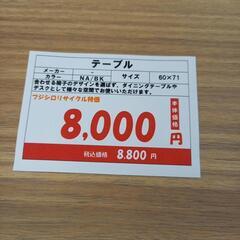 テーブル
メーカー -
カラー NA/BK サイズ 60×71
合わせる椅子のデザインを選ばず、ダイニングテーブルや
デスクとして様々な空間でお使いいただけます。
フジシロリサイクル特価
8,000円
本体価格
税込価格 8.800 円